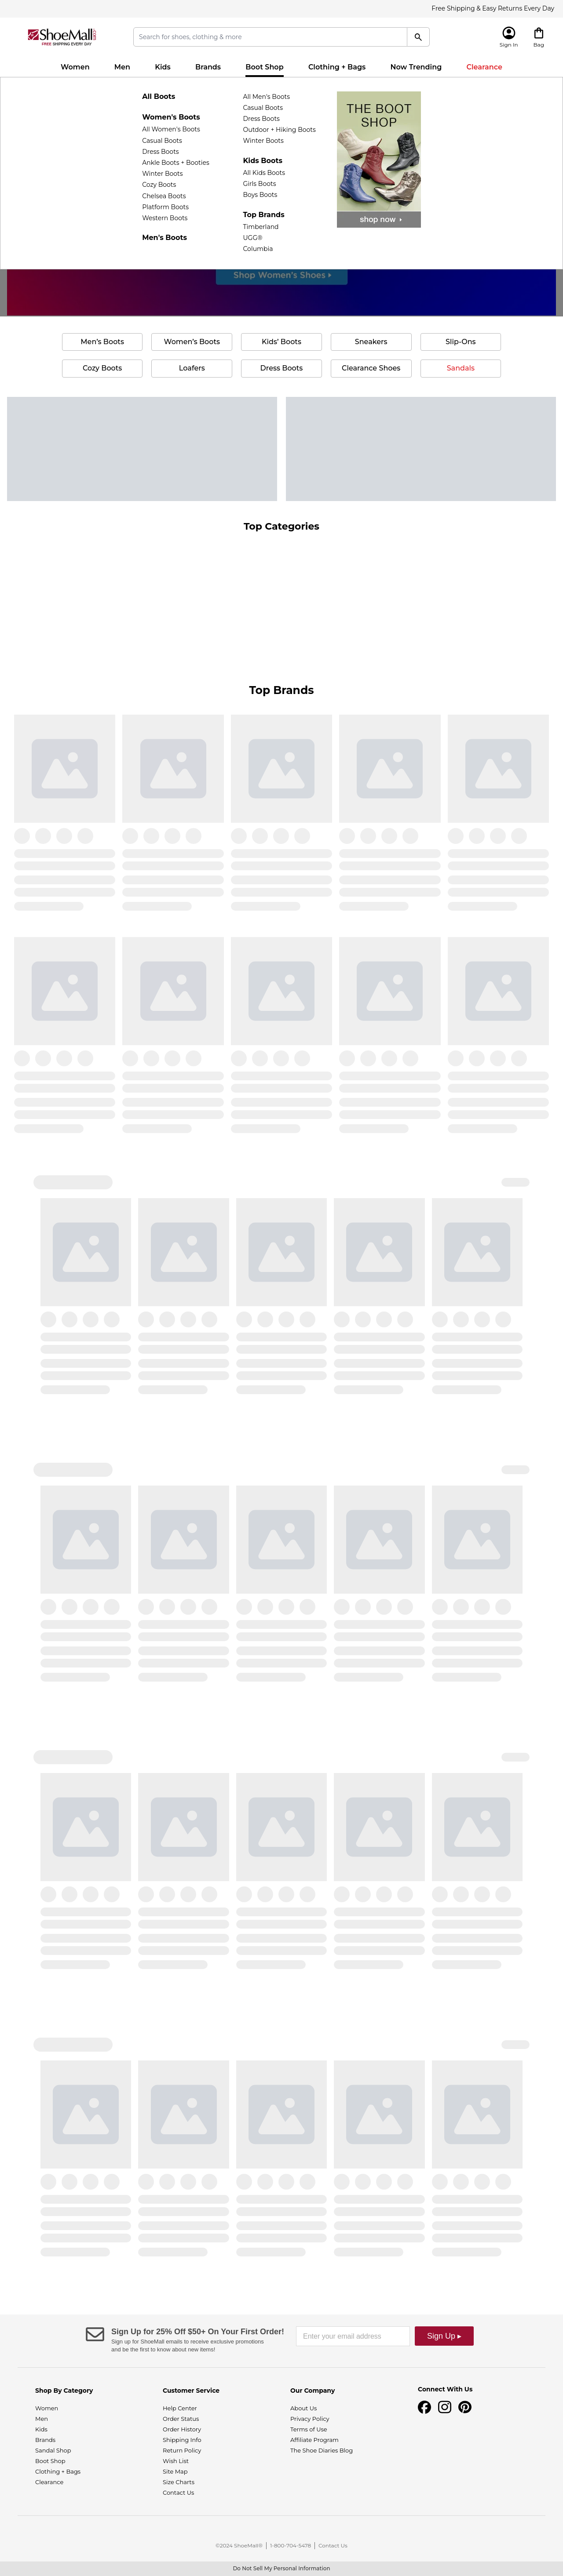 Free Shipping & Easy Returns Every Day
ShoeMall
FREE SHIPPING EVERY DAY
Search for shoes, clothing & more
Sign In
Bag
Women
Men
Kids
Brands
Boot Shop
Clothing + Bags
Now Trending
Clearance
All Boots
Women's Boots
All Women's Boots
Casual Boots
Dress Boots
Ankle Boots + Booties
Winter Boots
Cozy Boots
Chelsea Boots
Platform Boots
Western Boots
Men's Boots
All Men's Boots
Casual Boots
Dress Boots
Outdoor + Hiking Boots
Winter Boots
Kids Boots
All Kids Boots
Girls Boots
Boys Boots
Top Brands
Timberland
UGG®
Columbia
THE BOOT
SHOP
shop now
Shop Women's Shoes
Men's Boots
Women's Boots
Kids' Boots
Sneakers
Slip-Ons
Cozy Boots
Loafers
Dress Boots
Clearance Shoes
Sandals
Top Categories
Top Brands
Sign Up for 25% Off $50+ On Your First Order!
Sign up for ShoeMall emails to receive exclusive promotions
and be the first to know about new items!
Enter your email address
Sign Up ▸
Shop By Category
Women
Men
Kids
Brands
Sandal Shop
Boot Shop
Clothing + Bags
Clearance
Customer Service
Help Center
Order Status
Order History
Shipping Info
Return Policy
Wish List
Site Map
Size Charts
Contact Us
Our Company
About Us
Privacy Policy
Terms of Use
Affiliate Program
The Shoe Diaries Blog
Connect With Us
©2024 ShoeMall® | 1-800-704-5478 | Contact Us
Do Not Sell My Personal Information